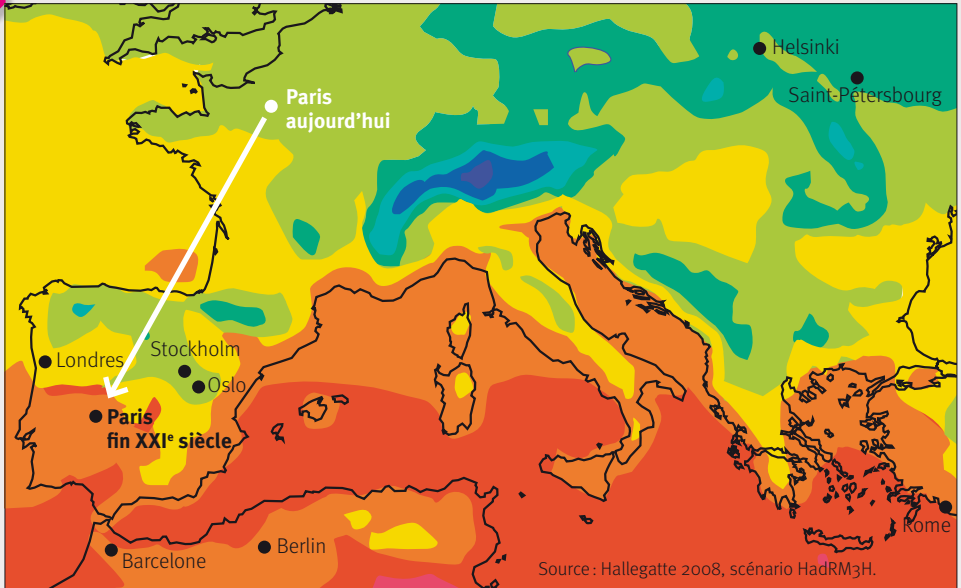 Helsinki
Saint-Pétersbourg
Paris
aujourd'hui
Stockholm
Londres
Oslo
Paris
fin XXIe siècle
Rome
Berlin
Barcelone
Source : Hallegatte 2008, scénario HadRM3H.